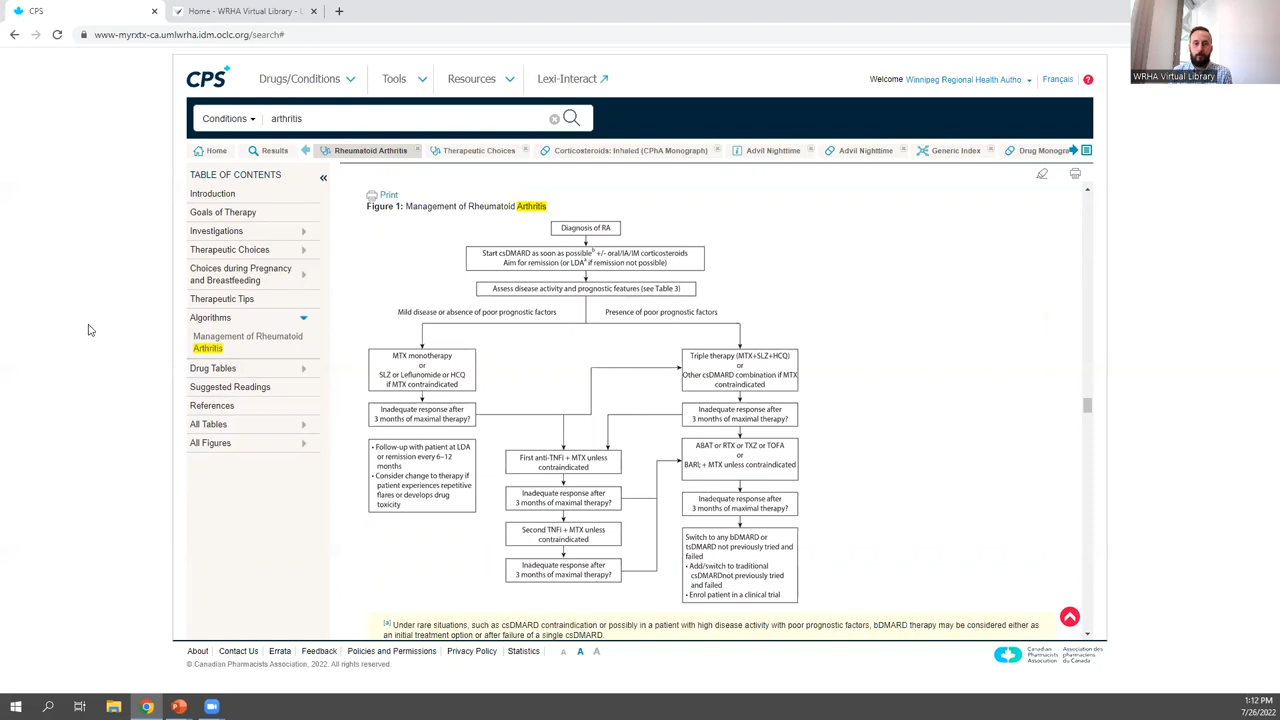 CPS
Home - WRHA Virtual Library - L
www-myrxtx-ca.umlwrha.idm.oclc.org/search#
WRHA Virtual Library
CPS
Drugs/Conditions
Tools
Resources
Lexi-Interact
Welcome Winnipeg Regional Health Autho
Français
Conditions
arthritis
Home
Results
Rheumatoid Arthritis
Therapeutic Choices
Corticosteroids: Inhaled (CPhA Monograph)
Advil Nighttime
Advil Nighttime
Generic Index
Drug Monogra
TABLE OF CONTENTS
Introduction
Goals of Therapy
Investigations
Therapeutic Choices
Choices during Pregnancy
and Breastfeeding
Therapeutic Tips
Algorithms
Management of Rheumatoid
Arthritis
Drug Tables
Suggested Readings
References
All Tables
All Figures
Print
Figure 1: Management of Rheumatoid Arthritis
Diagnosis of RA
Start csDMARD as soon as possibleb +/- oral/IA/IM corticosteroids
Aim for remission (or LDAa if remission not possible)
Assess disease activity and prognostic features (see Table 3)
Mild disease or absence of poor prognostic factors
Presence of poor prognostic factors
MTX monotherapy
or
SLZ or Leflunomide or HCQ
if MTX contraindicated
Inadequate response after
3 months of maximal therapy?
• Follow-up with patient at LDA
or remission every 6–12
months
• Consider change to therapy if
patient experiences repetitive
flares or develops drug
toxicity
First anti-TNFi + MTX unless
contraindicated
Inadequate response after
3 months of maximal therapy?
Second TNFi + MTX unless
contraindicated
Inadequate response after
3 months of maximal therapy?
Triple therapy (MTX+SLZ+HCQ)
or
Other csDMARD combination if MTX
contraindicated
Inadequate response after
3 months of maximal therapy?
ABAT or RTX or TXZ or TOFA
or
BARI; + MTX unless contraindicated
Inadequate response after
3 months of maximal therapy?
Switch to any bDMARD or
tsDMARD not previously tried and
failed
• Add/switch to traditional
csDMARDnot previously tried
and failed
• Enrol patient in a clinical trial
[a] Under rare situations, such as csDMARD contraindication or possibly in a patient with high disease activity with poor prognostic factors, bDMARD therapy may be considered either as
an initial treatment option or after failure of a single csDMARD.
About
Contact Us
Errata
Feedback
Policies and Permissions
Privacy Policy
Statistics
A
A
A
© Canadian Pharmacists Association, 2022. All rights reserved.
Canadian
Pharmacists
Association
Association des
pharmaciens
du Canada
1:12 PM
7/26/2022